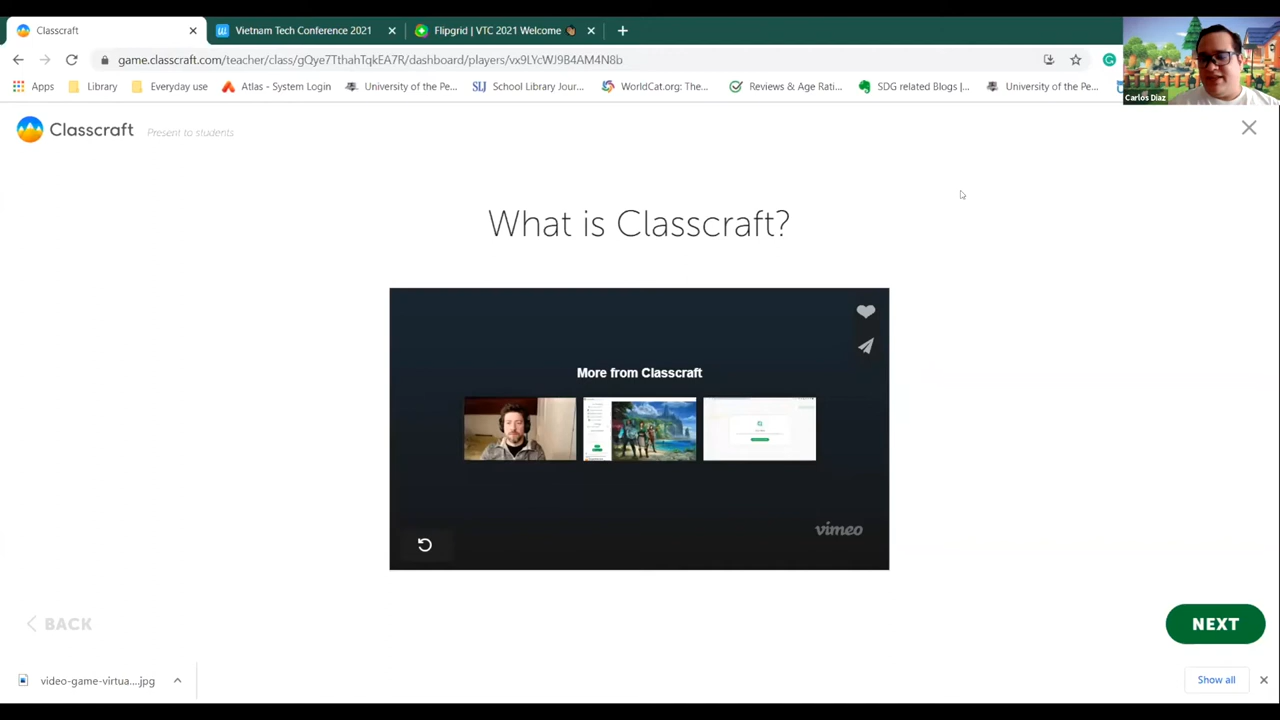 Classcraft
Vietnam Tech Conference 2021
Flipgrid | VTC 2021 Welcome
game.classcraft.com/teacher/class/gQye7TthahTqkEA7R/dashboard/players/vx9LYcWJ9B4AM4N8b
Apps
Library
Everyday use
Atlas - System Login
University of the Pe...
School Library Jour...
WorldCat.org: The...
Reviews & Age Rati...
SDG related Blogs |...
University of the Pe...
Carlos Diaz
Classcraft
Present to students
What is Classcraft?
More from Classcraft
vimeo
BACK
NEXT
video-game-virtua....jpg
Show all